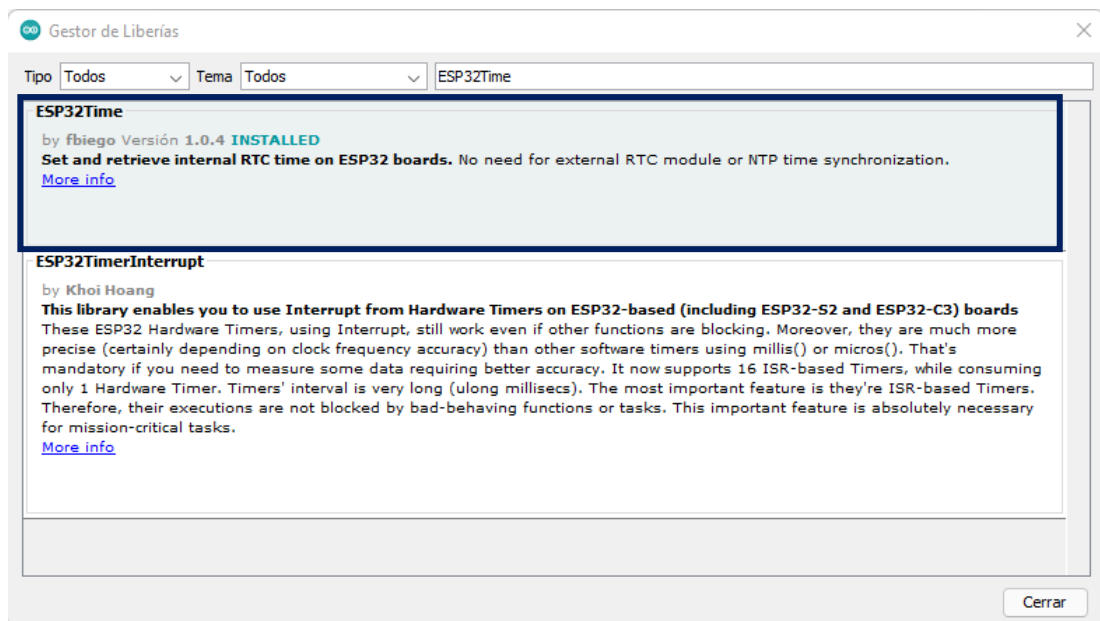 Gestor de Liberías
Tipo Todos Tema Todos ESP32Time
ESP32Time
by fbiego Versión 1.0.4 INSTALLED
Set and retrieve internal RTC time on ESP32 boards. No need for external RTC module or NTP time synchronization.
More info
ESP32TimerInterrupt
by Khoi Hoang
This library enables you to use Interrupt from Hardware Timers on ESP32-based (including ESP32-S2 and ESP32-C3) boards
These ESP32 Hardware Timers, using Interrupt, still work even if other functions are blocking. Moreover, they are much more
precise (certainly depending on clock frequency accuracy) than other software timers using millis() or micros(). That's
mandatory if you need to measure some data requiring better accuracy. It now supports 16 ISR-based Timers, while consuming
only 1 Hardware Timer. Timers' interval is very long (ulong millisecs). The most important feature is they're ISR-based Timers.
Therefore, their executions are not blocked by bad-behaving functions or tasks. This important feature is absolutely necessary
for mission-critical tasks.
More info
Cerrar